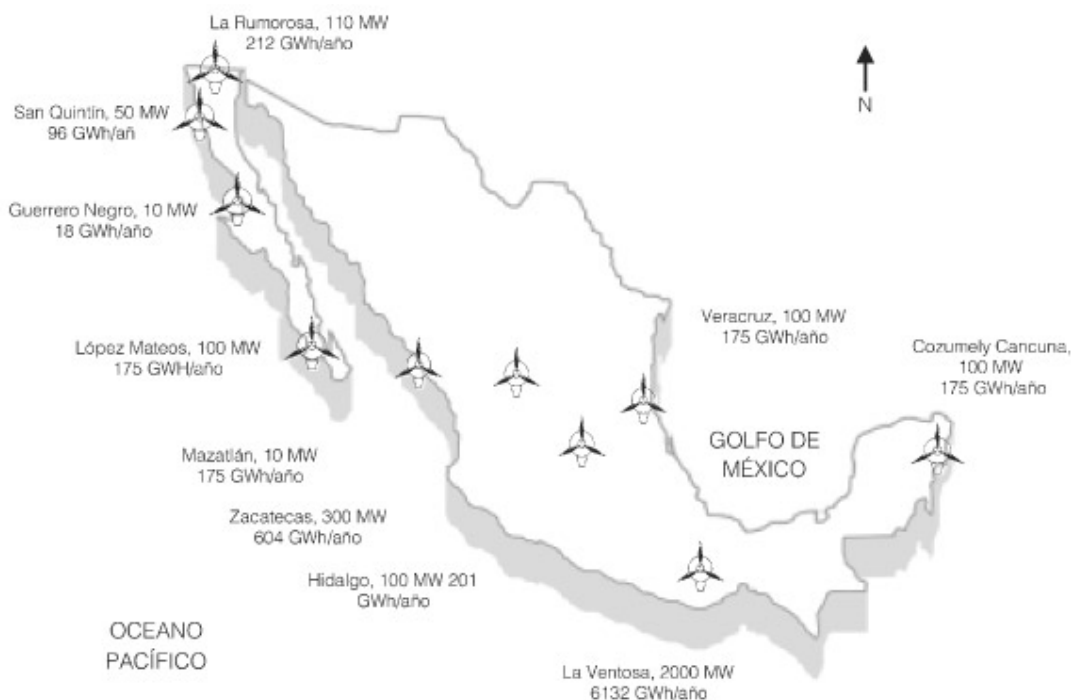 La Rumorosa, 110 MW
212 GWh/año
N
San Quintín, 50 MW
96 GWh/añ
Guerrero Negro, 10 MW
18 GWh/año
López Mateos, 100 MW
175 GWH/año
Veracruz, 100 MW
175 GWh/año
Cozumely Cancuna,
100 MW
175 GWh/año
GOLFO DE
MÉXICO
Mazatlán, 10 MW
175 GWh/año
Zacatecas, 300 MW
604 GWh/año
Hidalgo, 100 MW 201
GWh/año
OCEANO
PACÍFICO
La Ventosa, 2000 MW
6132 GWh/año